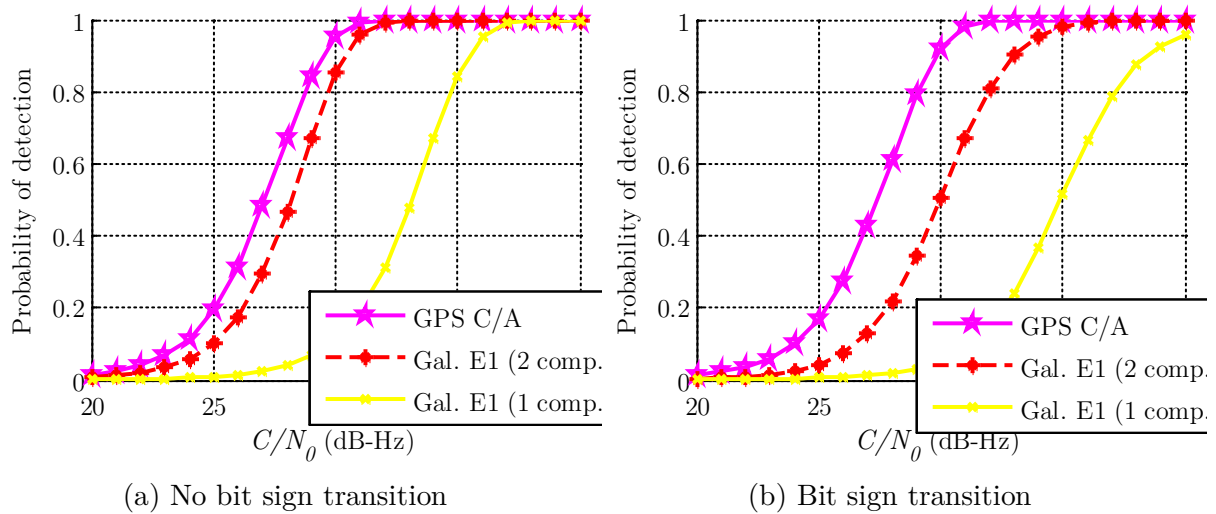 Probability of detection
1
0.8
0.6
0.4
0.2
0
20
25
C/N0 (dB-Hz)
GPS C/A
Gal. E1 (2 comp.
Gal. E1 (1 comp.
(a) No bit sign transition
Probability of detection
1
0.8
0.6
0.4
0.2
0
20
25
C/N0 (dB-Hz)
GPS C/A
Gal. E1 (2 comp.
Gal. E1 (1 comp.
(b) Bit sign transition